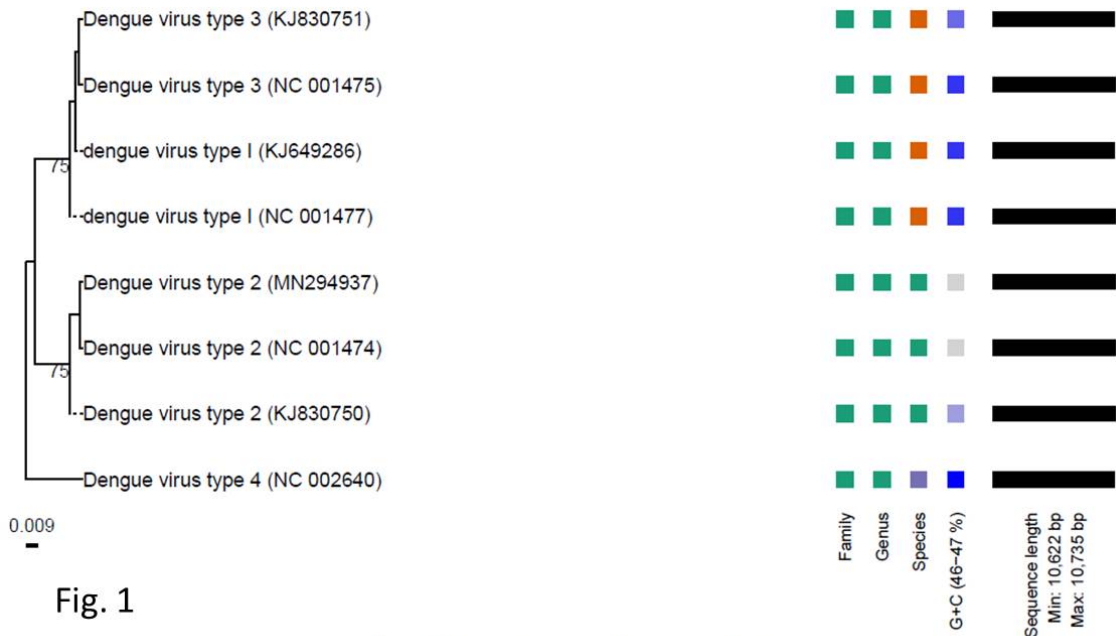 Dengue virus type 3 (KJ830751)
Dengue virus type 3 (NC 001475)
dengue virus type I (KJ649286)
75
dengue virus type I (NC 001477)
Dengue virus type 2 (MN294937)
Dengue virus type 2 (NC 001474)
75
Dengue virus type 2 (KJ830750)
Dengue virus type 4 (NC 002640)
0.009
Family
Genus
Species
G+C (46–47 %)
Sequence length
Min: 10,622 bp
Max: 10,735 bp
Fig. 1